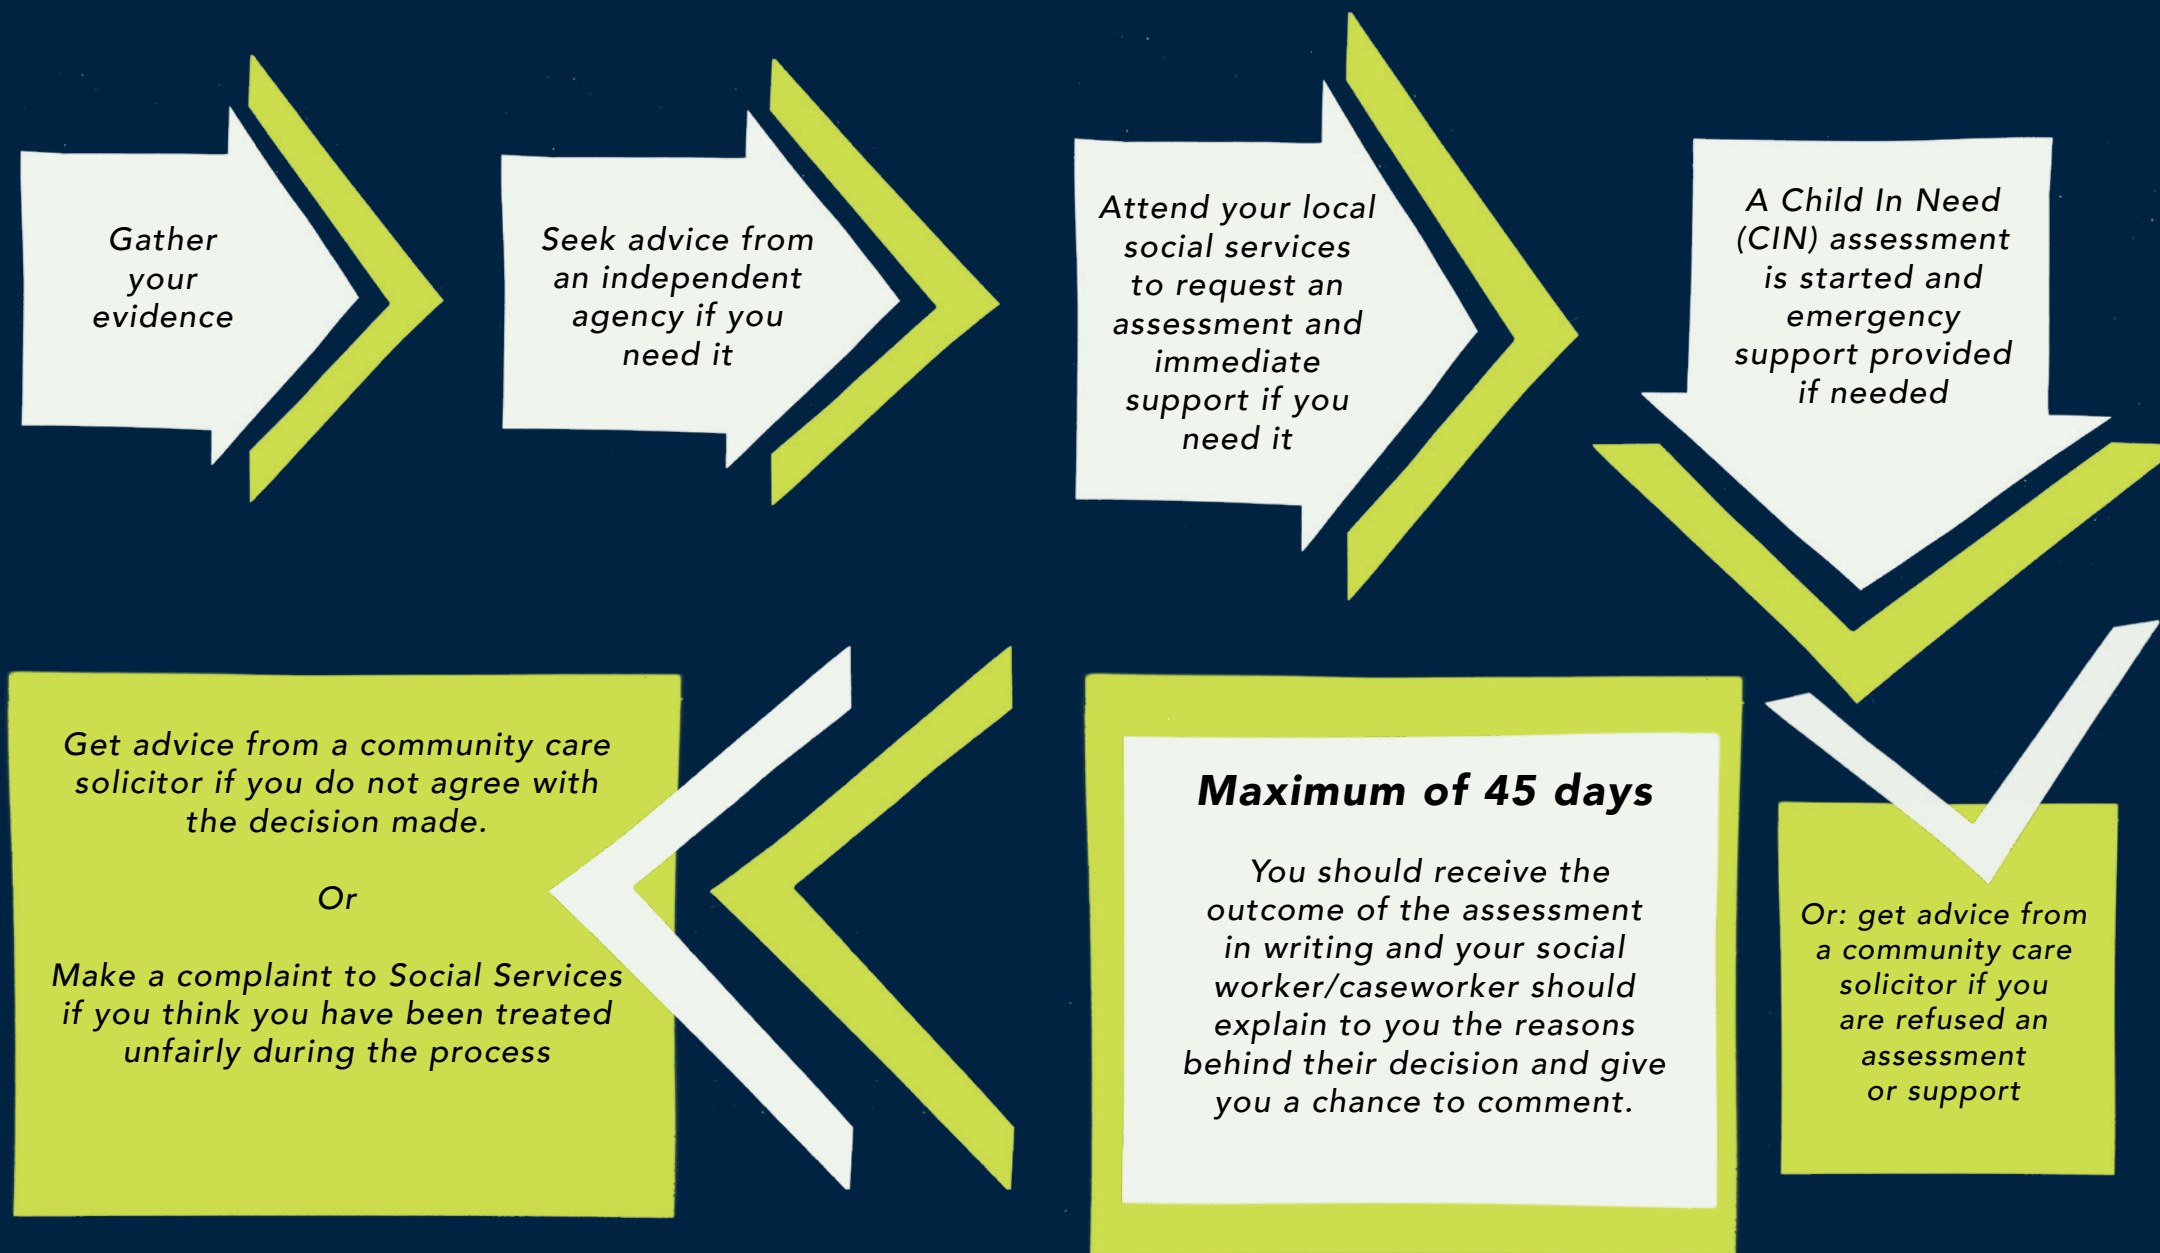 Gather
your
evidence
Seek advice from
an independent
agency if you
need it
Attend your local
social services
to request an
assessment and
immediate
support if you
need it
A Child In Need
(CIN) assessment
is started and
emergency
support provided
if needed
Or: get advice from
a community care
solicitor if you
are refused an
assessment
or support
Maximum of 45 days
You should receive the
outcome of the assessment
in writing and your social
worker/caseworker should
explain to you the reasons
behind their decision and give
you a chance to comment.
Get advice from a community care
solicitor if you do not agree with
the decision made.
Or
Make a complaint to Social Services
if you think you have been treated
unfairly during the process